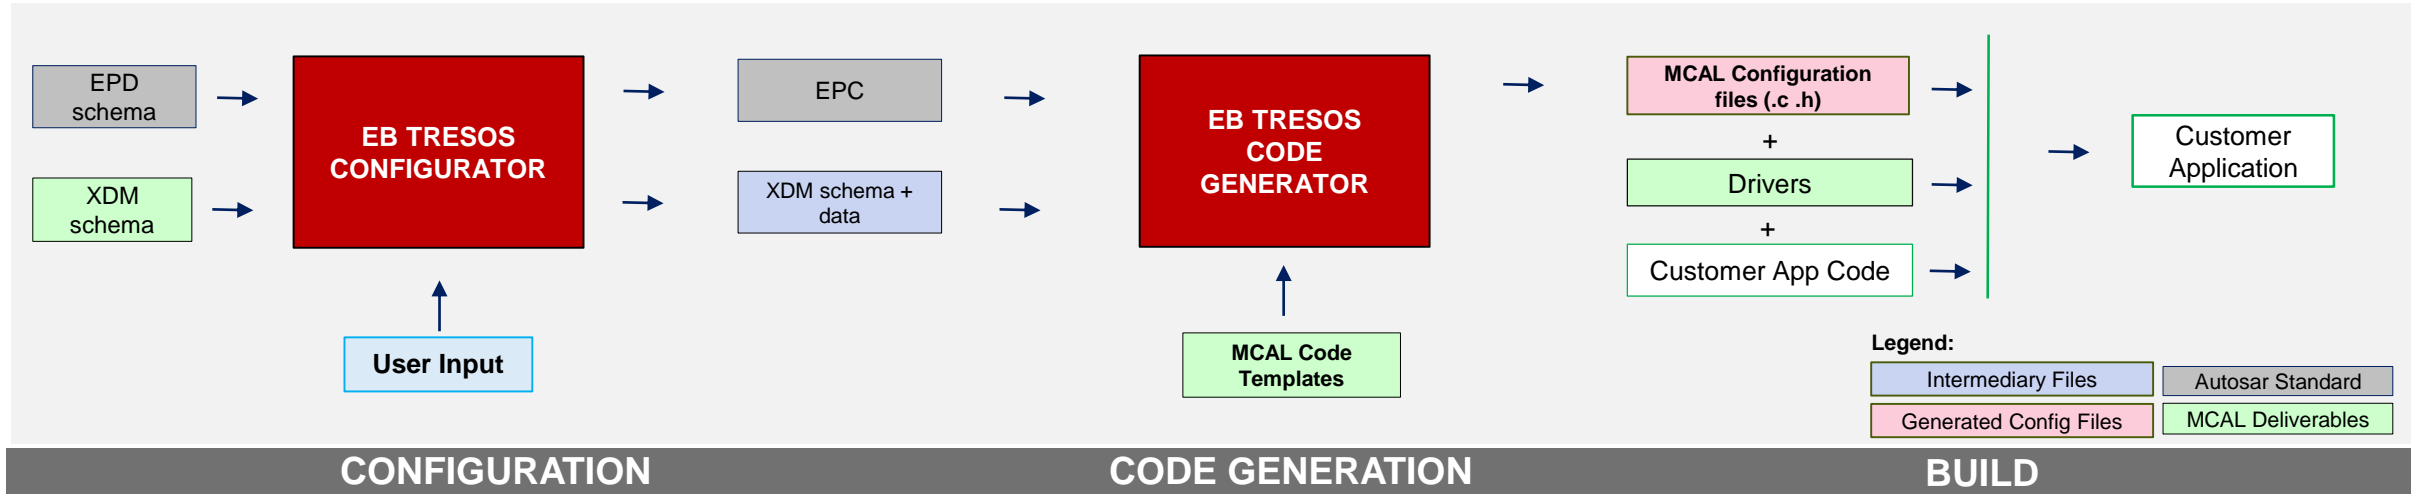 EPD
schema
XDM
schema
EB TRESOS
CONFIGURATOR
User Input
EPC
XDM schema +
data
EB TRESOS
CODE
GENERATOR
MCAL Code
Templates
MCAL Configuration
files (.c .h)
+
Drivers
+
Customer App Code
Customer
Application
Legend:
Intermediary Files
Autosar Standard
Generated Config Files
MCAL Deliverables
CONFIGURATION
CODE GENERATION
BUILD